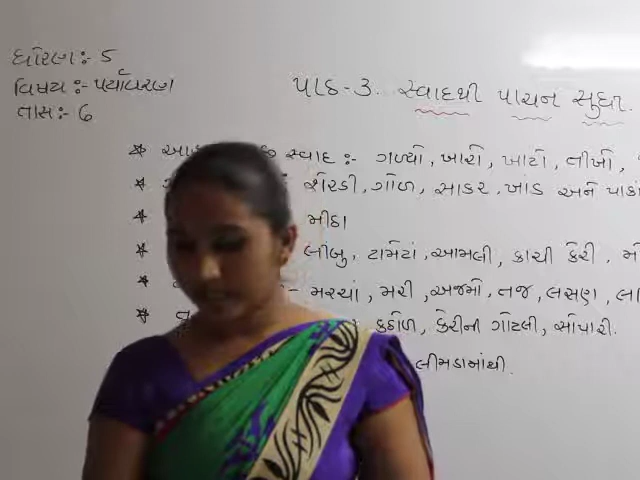 ધોરણ :- 5
વિષય :- પર્યાવરણ
તાસ :- 6
પાઠ - 3. સ્વાદથી પાચન સુધી.
* સ્વાદ :- ગળ્યો, ખારો, ખાટો, તીખો,
* શેરડી, ગોળ, સાકર, ખાંડ અને પાકાં
* મીઠા
* લીંબુ, ટામેટાં, આમલી, કાચી કેરી,
* :- મરચાં, મરી, અજમો, તજ, લસણ,
* કઠોળ, કેરીની ગોટલી, સોપારી.
લીમડામાંથી.